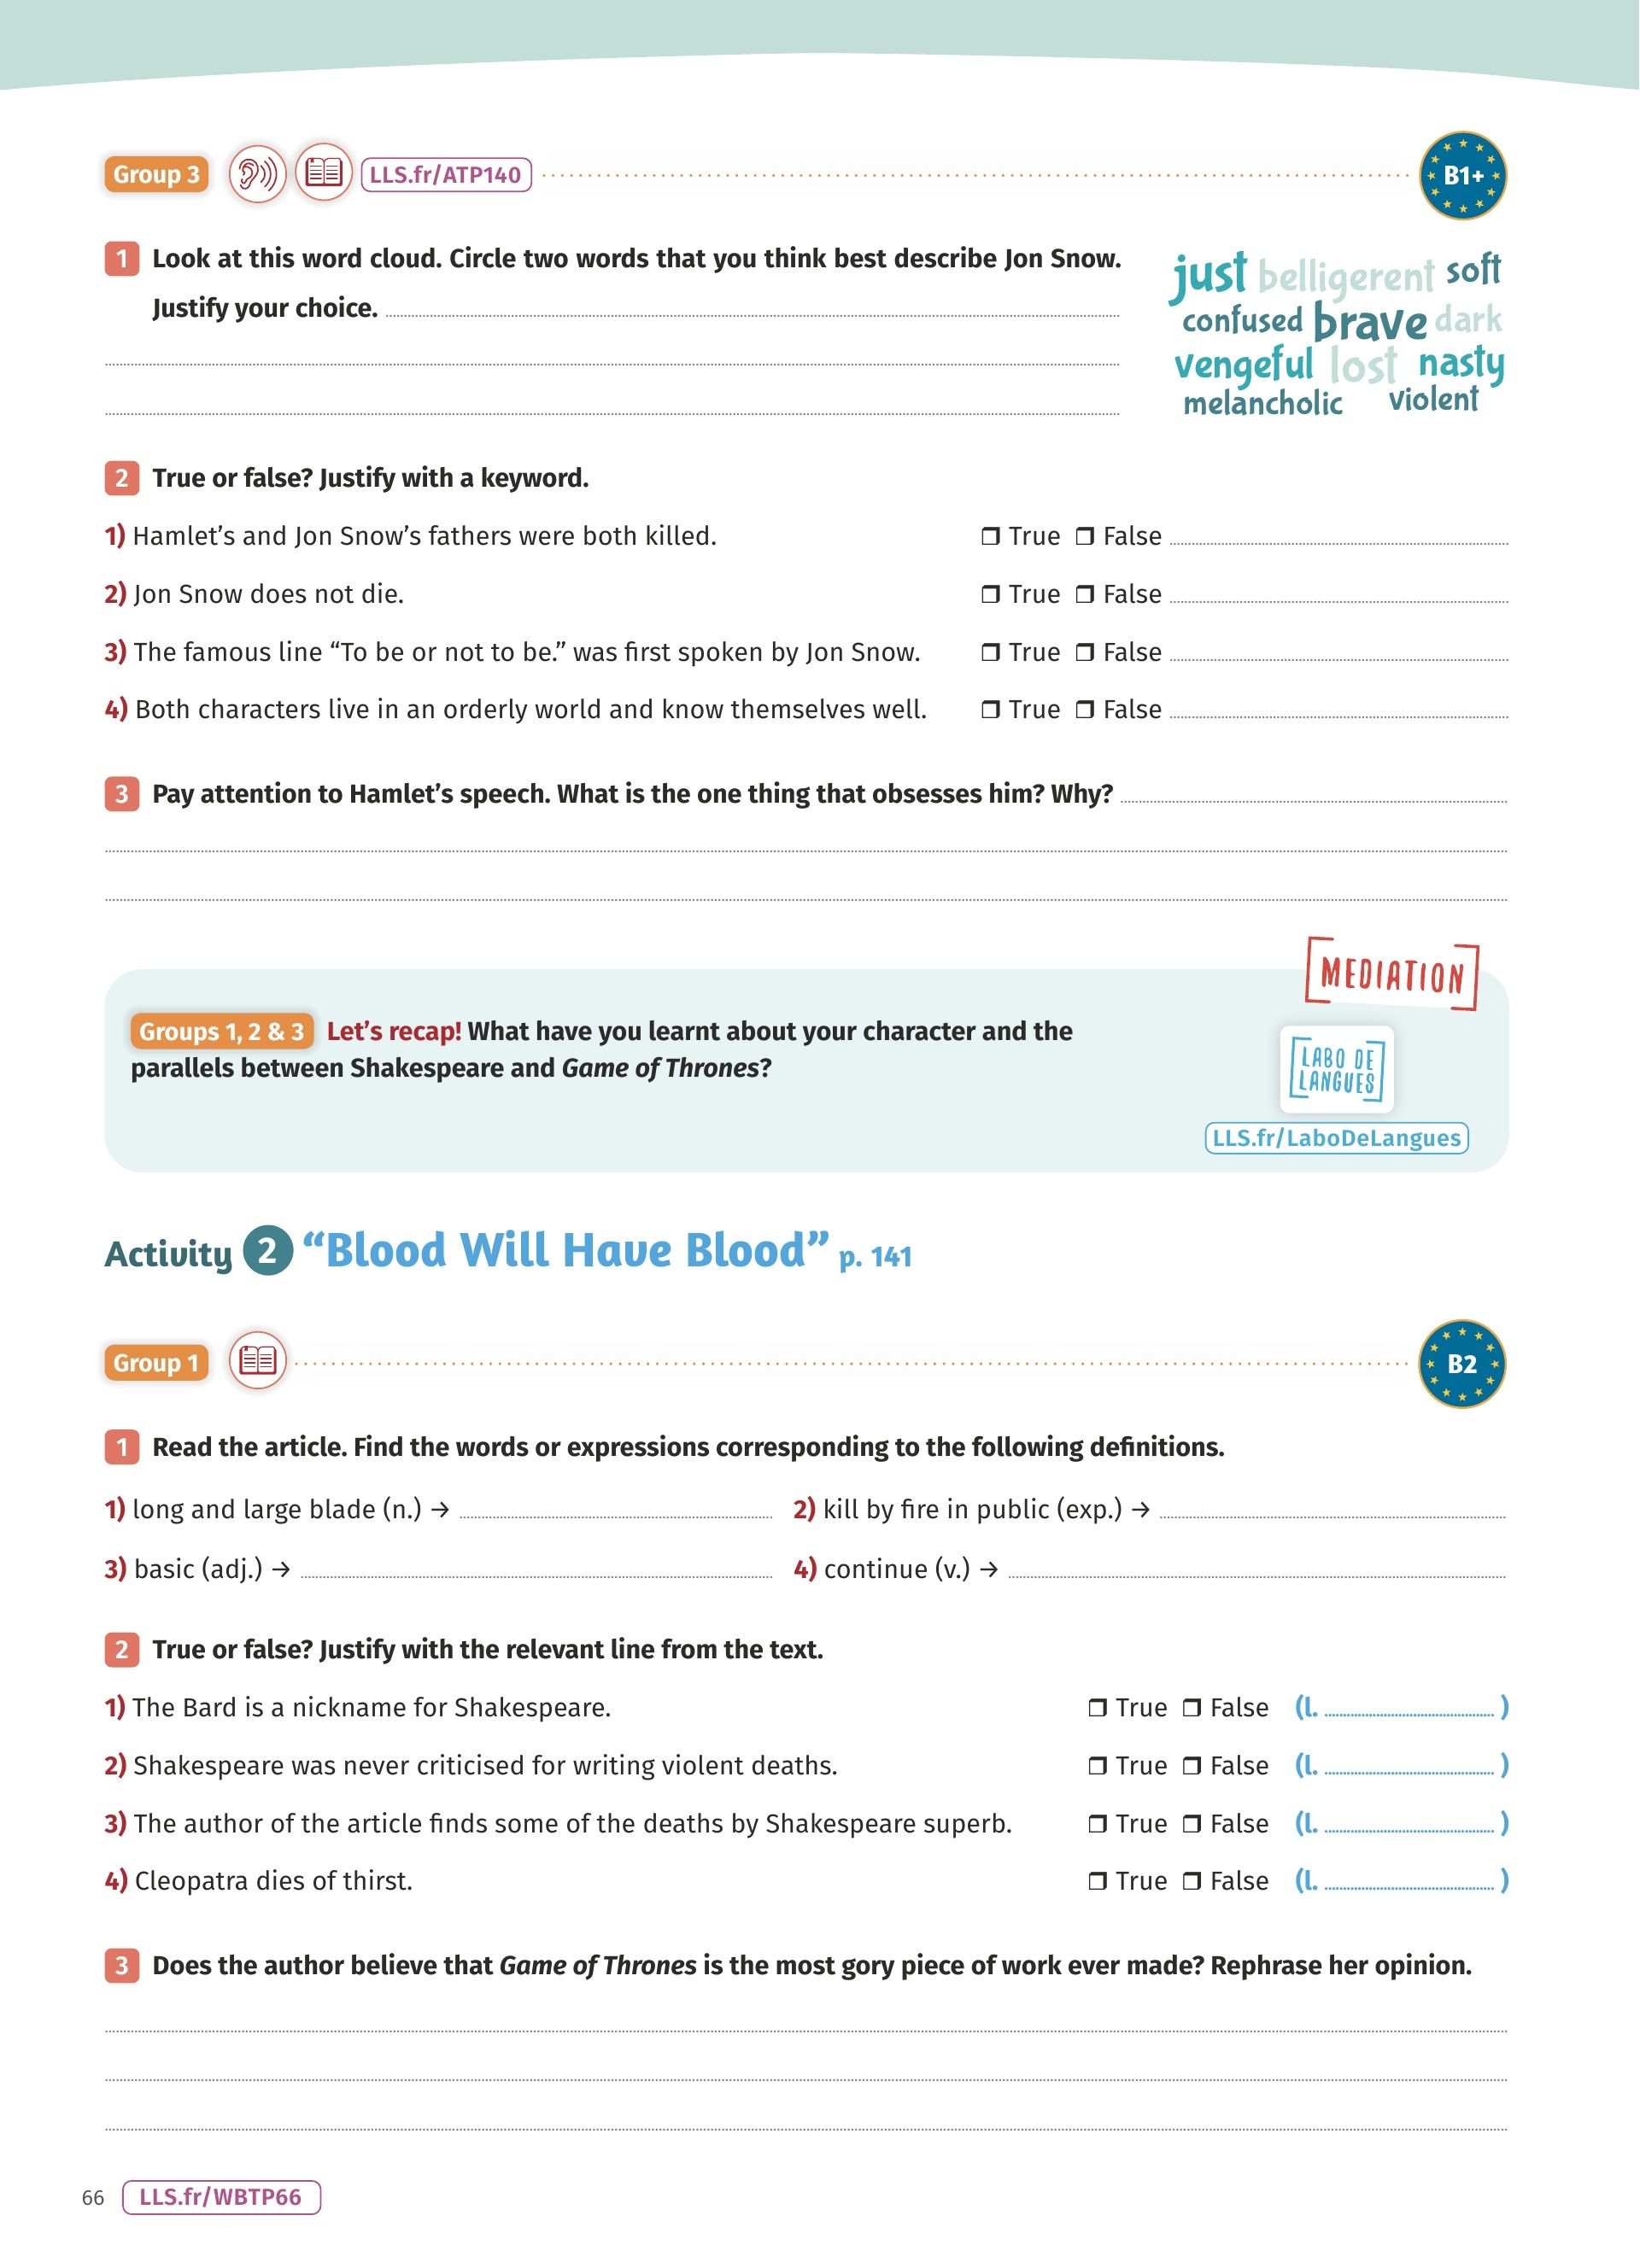 Group 3 LLS.fr/ATP140 B1+
1 Look at this word cloud. Circle two words that you think best describe Jon Snow.
Justify your choice.
just belligerent soft
confused brave dark
vengeful lost nasty
melancholic violent
2 True or false? Justify with a keyword.
1) Hamlet’s and Jon Snow’s fathers were both killed. ❒ True ❒ False
2) Jon Snow does not die. ❒ True ❒ False
3) The famous line “To be or not to be.” was first spoken by Jon Snow. ❒ True ❒ False
4) Both characters live in an orderly world and know themselves well. ❒ True ❒ False
3 Pay attention to Hamlet’s speech. What is the one thing that obsesses him? Why?
MEDIATION
Groups 1, 2 & 3 Let’s recap! What have you learnt about your character and the
parallels between Shakespeare and Game of Thrones?
LABO DE
LANGUES
LLS.fr/LaboDeLangues
Activity 2 “Blood Will Have Blood” p. 141
Group 1 B2
1 Read the article. Find the words or expressions corresponding to the following definitions.
1) long and large blade (n.) → 2) kill by fire in public (exp.) →
3) basic (adj.) → 4) continue (v.) →
2 True or false? Justify with the relevant line from the text.
1) The Bard is a nickname for Shakespeare. ❒ True ❒ False (l. )
2) Shakespeare was never criticised for writing violent deaths. ❒ True ❒ False (l. )
3) The author of the article finds some of the deaths by Shakespeare superb. ❒ True ❒ False (l. )
4) Cleopatra dies of thirst. ❒ True ❒ False (l. )
3 Does the author believe that Game of Thrones is the most gory piece of work ever made? Rephrase her opinion.
66 LLS.fr/WBTP66